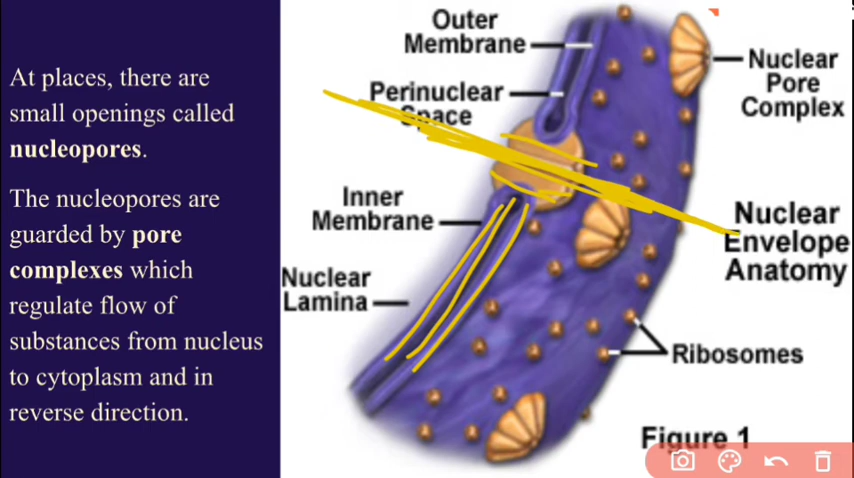 At places, there are
small openings called
nucleopores.
The nucleopores are
guarded by pore
complexes which
regulate flow of
substances from nucleus
to cytoplasm and in
reverse direction.
Outer
Membrane
Perinuclear
Space
Nuclear
Pore
Complex
Inner
Membrane
Nuclear
Envelope
Anatomy
Nuclear
Lamina
Ribosomes
Figure 1